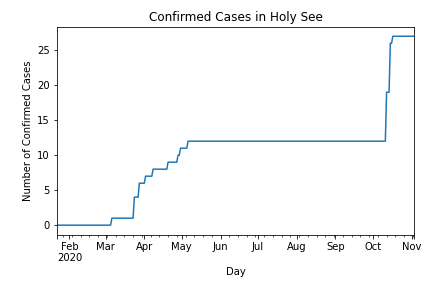 Confirmed Cases in Holy See
Number of Confirmed Cases
25
20
15
10
5
0
Feb Mar Apr May Jun Jul Aug Sep Oct Nov
2020
Day